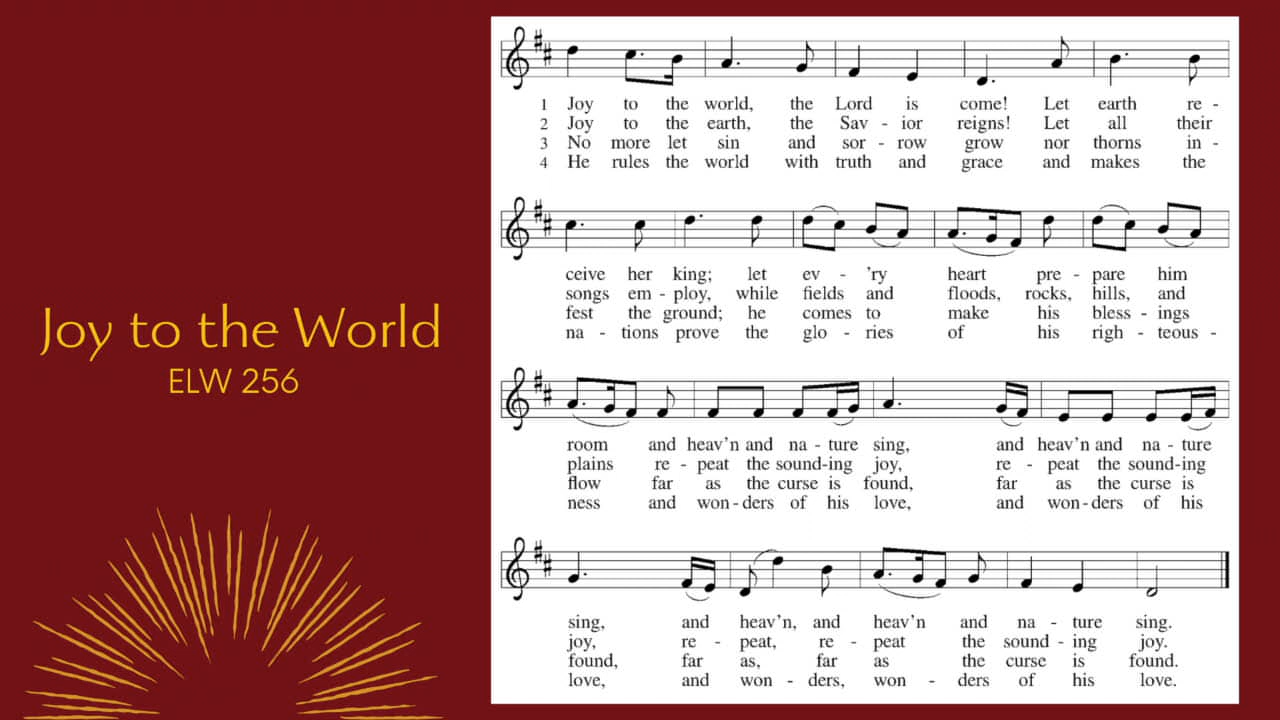 Joy to the World
ELW 256
1 Joy to the world, the Lord is come! Let earth re -
2 Joy to the earth, the Sav - ior reigns! Let all their
3 No more let sin and sor - row grow nor thorns in -
4 He rules the world with truth and grace and makes the
ceive her king; let ev - 'ry heart pre - pare him
songs em - ploy, while fields and floods, rocks, hills, and
fest the ground; he comes to make his bless - ings
na - tions prove the glo - ries of his righ - teous -
room and heav'n and na - ture sing, and heav'n and na - ture
plains re - peat the sound-ing joy, re - peat the sound-ing
flow far as the curse is found, far as the curse is
ness and won - ders of his love, and won - ders of his
sing, and heav'n, and heav'n and na - ture sing.
joy, re - peat, re - peat the sound - ing joy.
found, far as, far as the curse is found.
love, and won - ders, won - ders of his love.